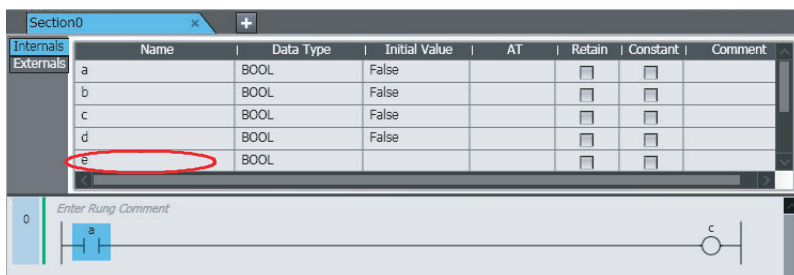 Section0 × +
Internals Name Data Type Initial Value AT Retain Constant Comment
Externals
a BOOL False
b BOOL False
c BOOL False
d BOOL False
e BOOL
0 Enter Rung Comment
a c